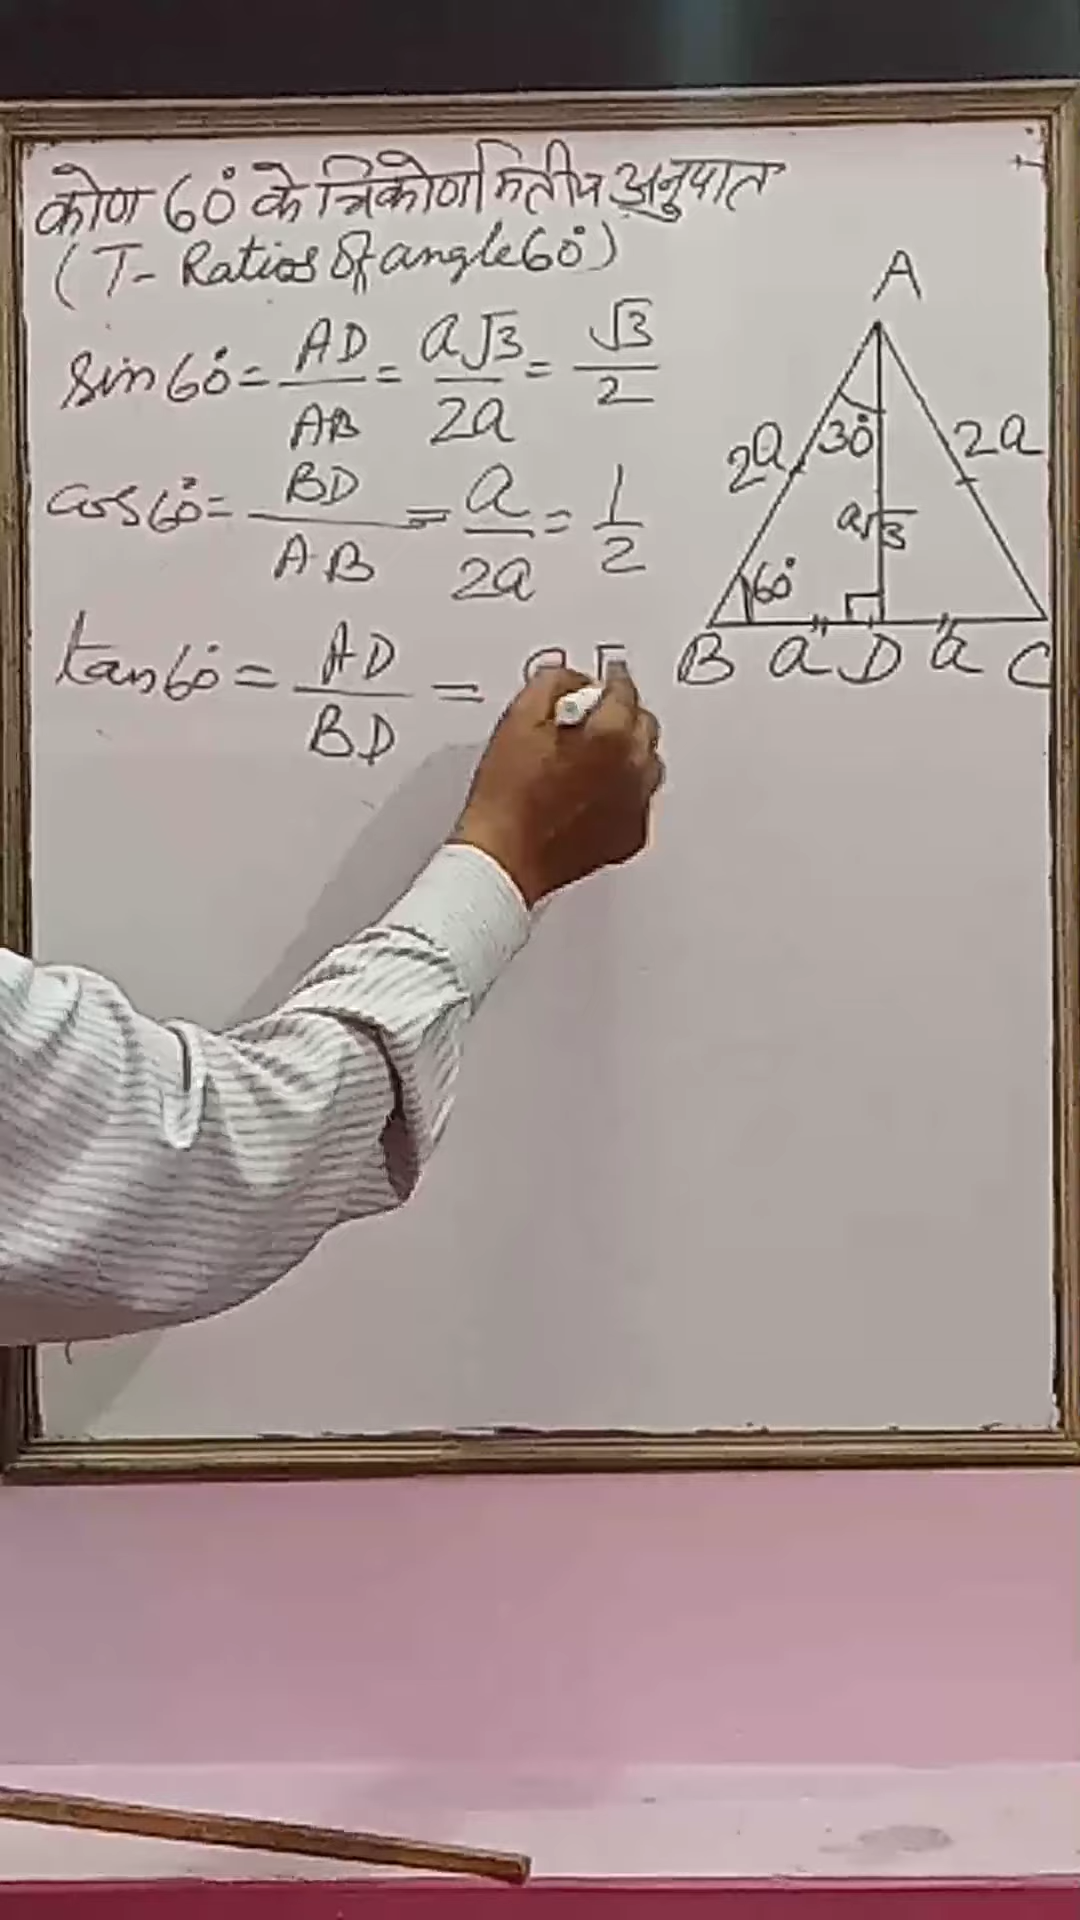 कोण 60° के त्रिकोणमितीय अनुपात
(T- Ratios Of angle 60°)
sin 60° = AD/AB = a√3/2a = √3/2
cos 60° = BD/AB = a/2a = 1/2
tan 60° = AD/BD =
A
30°
2a
2a
a√3
60°
B a D a C